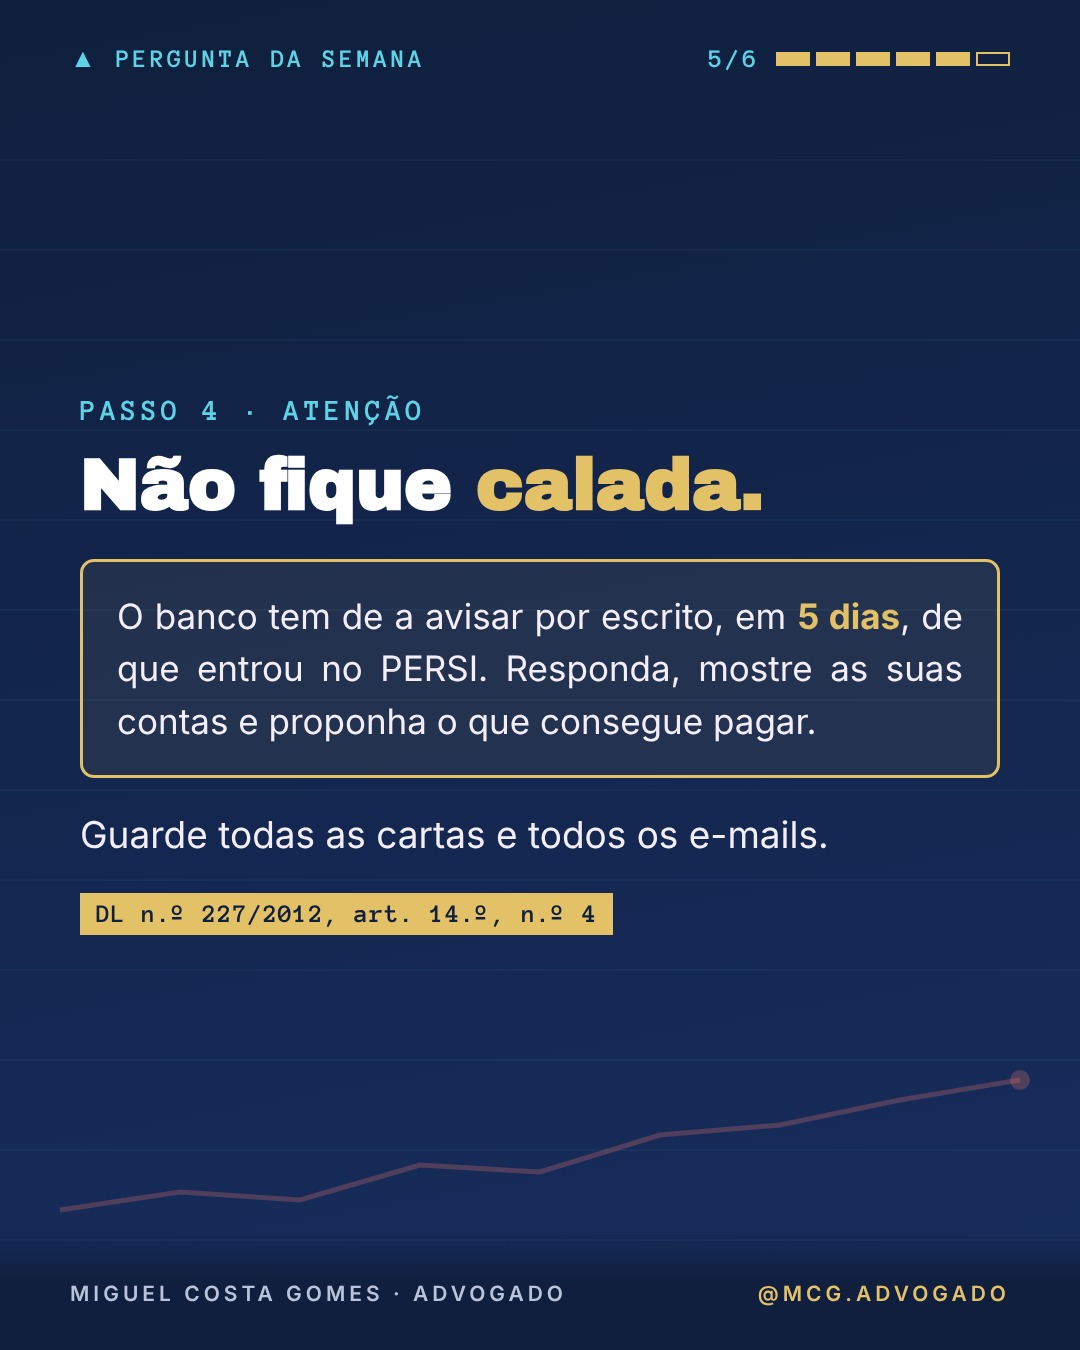 ▲ PERGUNTA DA SEMANA
5/6
PASSO 4 · ATENÇÃO
Não fique calada.
O banco tem de a avisar por escrito, em 5 dias, de
que entrou no PERSI. Responda, mostre as suas
contas e proponha o que consegue pagar.
Guarde todas as cartas e todos os e-mails.
DL n.º 227/2012, art. 14.º, n.º 4
MIGUEL COSTA GOMES · ADVOGADO
@MCG.ADVOGADO